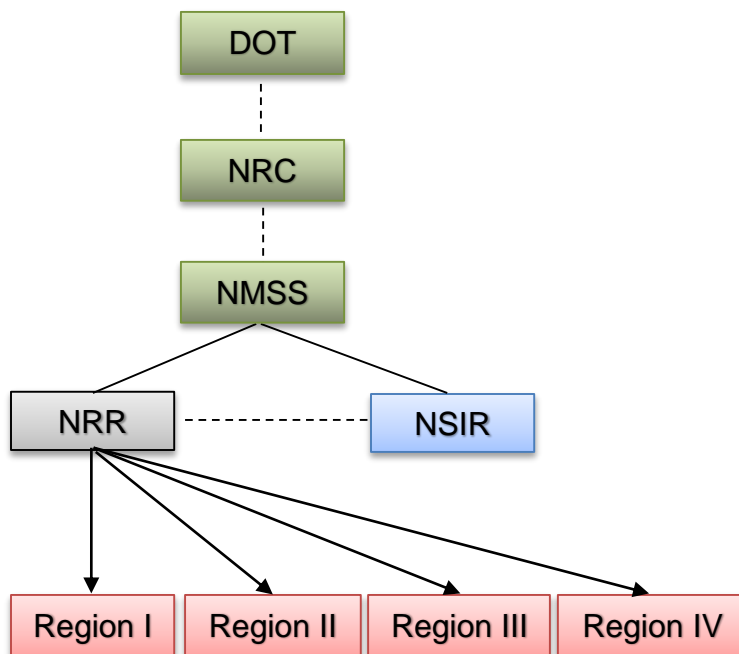 DOT
NRC
NMSS
NRR
NSIR
Region I
Region II
Region III
Region IV